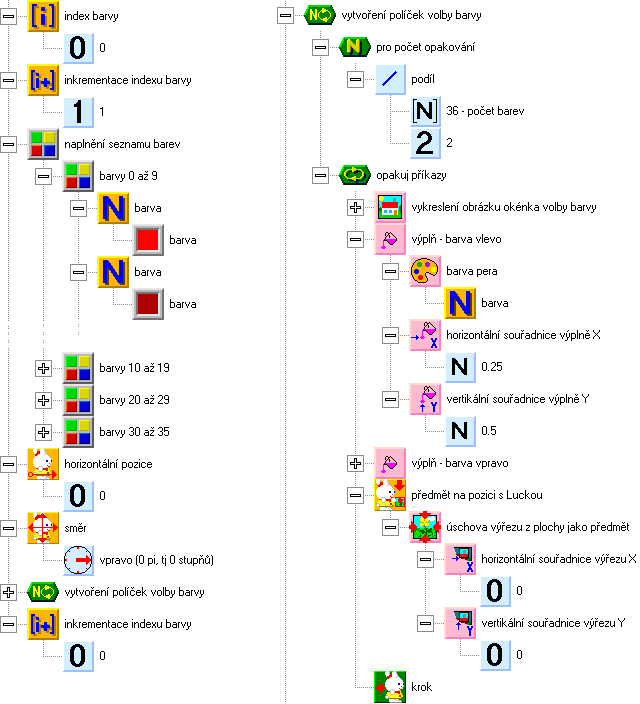 index barvy
0
0
inkrementace indexu barvy
1
1
naplnění seznamu barev
barvy 0 až 9
N
barva
barva
N
barva
barva
barvy 10 až 19
barvy 20 až 29
barvy 30 až 35
horizontální pozice
0
0
směr
vpravo (0 pi, tj 0 stupňů)
N
vytvoření políček volby barvy
inkrementace indexu barvy
0
0
N
vytvoření políček volby barvy
N
pro počet opakování
podíl
[N]
36 - počet barev
2
2
opakuj příkazy
vykreslení obrázku okénka volby barvy
výplň - barva vlevo
barva pera
N
barva
X
horizontální souřadnice výplně X
N
0.25
Y
vertikální souřadnice výplně Y
N
0.5
výplň - barva vpravo
předmět na pozici s Luckou
úschova výřezu z plochy jako předmět
X
horizontální souřadnice výřezu X
0
0
Y
vertikální souřadnice výřezu Y
0
0
krok